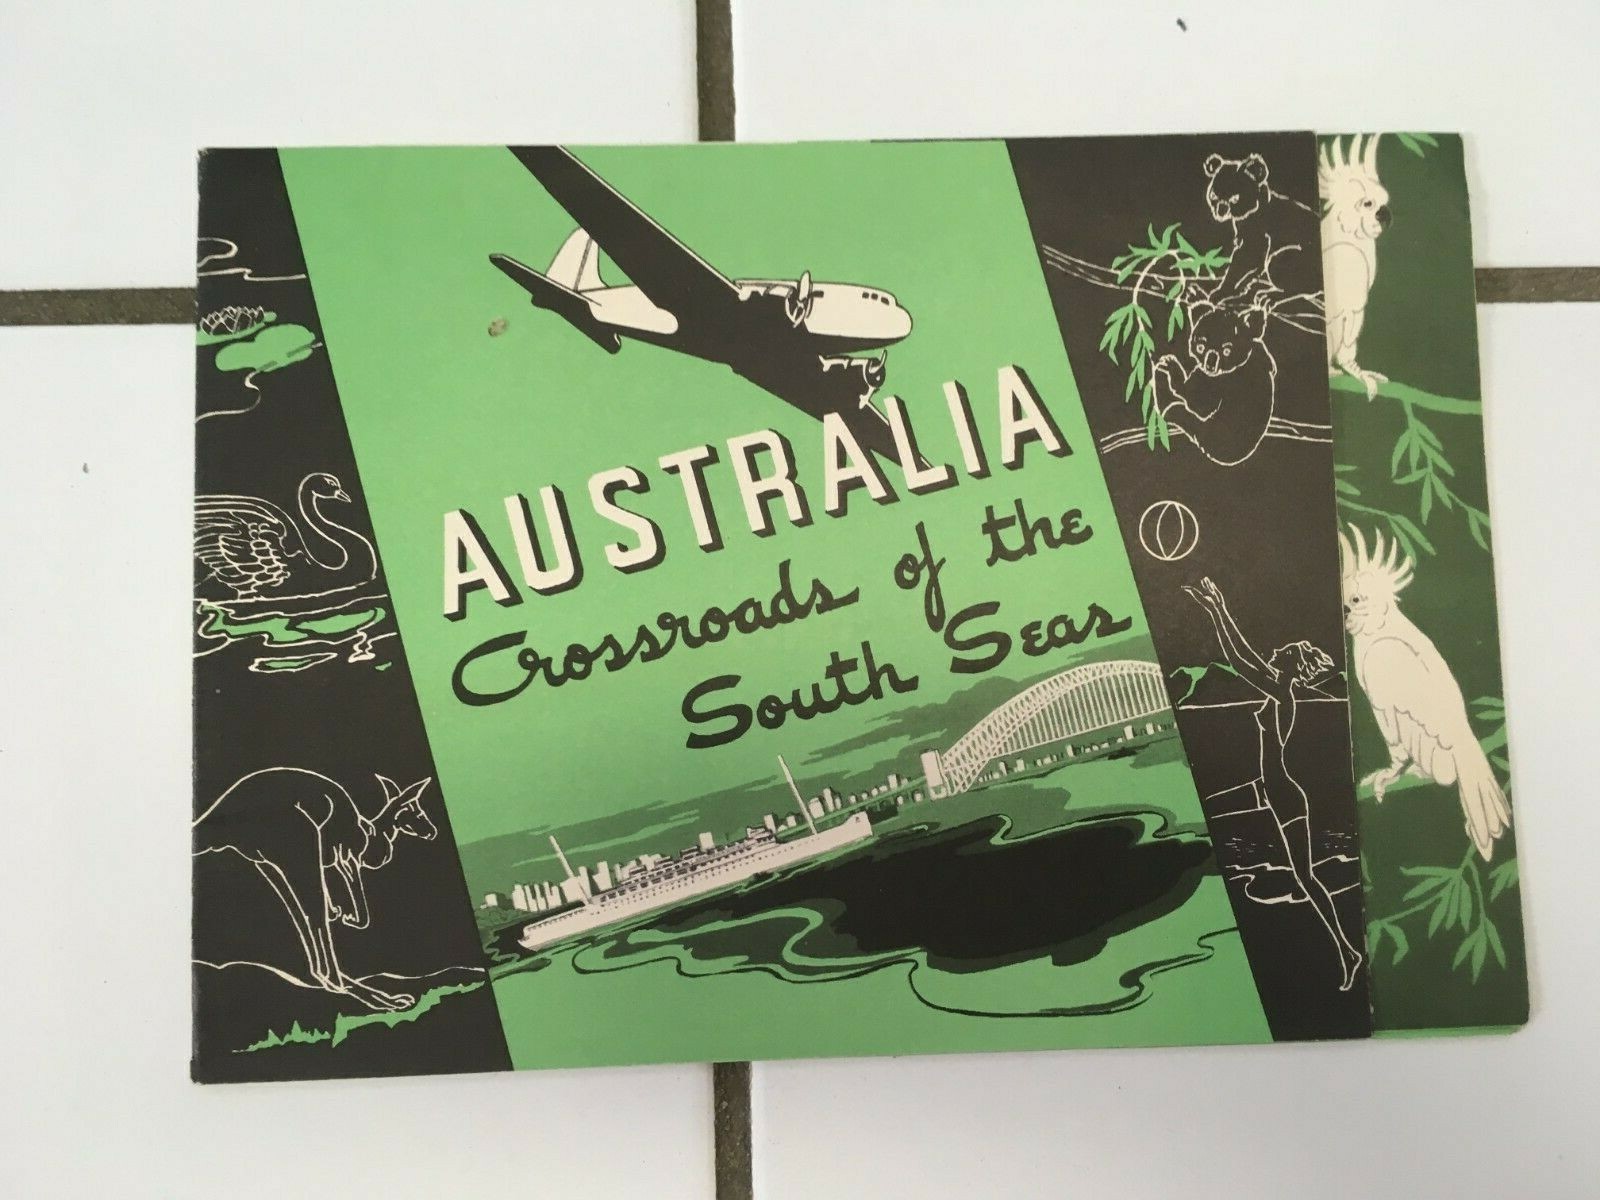 AUSTRALIA
Crossroads of the
South Seas